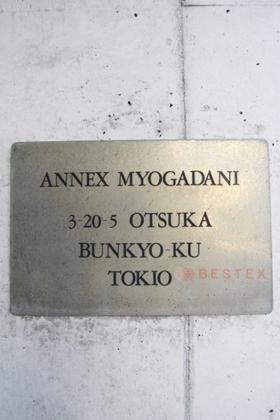 ANNEX MYOGADANI
3-20-5 OTSUKA
BUNKYO-KU
TOKIO
BESTEX